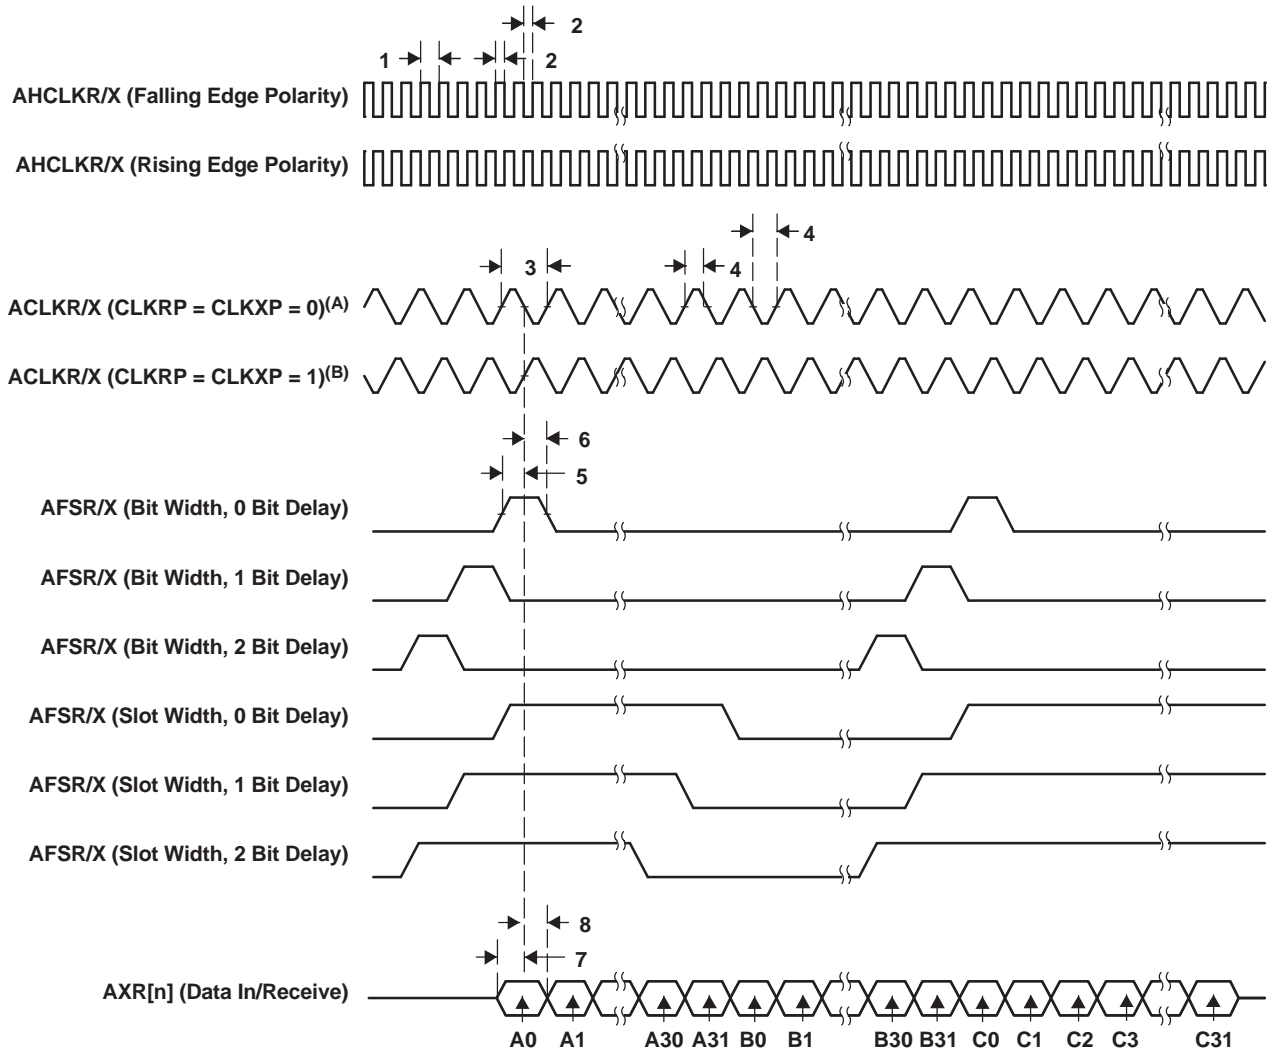 2
1
2
AHCLKR/X (Falling Edge Polarity)
AHCLKR/X (Rising Edge Polarity)
4
3
4
ACLKR/X (CLKRP = CLKXP = 0)(A)
ACLKR/X (CLKRP = CLKXP = 1)(B)
6
5
AFSR/X (Bit Width, 0 Bit Delay)
AFSR/X (Bit Width, 1 Bit Delay)
AFSR/X (Bit Width, 2 Bit Delay)
AFSR/X (Slot Width, 0 Bit Delay)
AFSR/X (Slot Width, 1 Bit Delay)
AFSR/X (Slot Width, 2 Bit Delay)
8
7
AXR[n] (Data In/Receive)
A0 A1 A30 A31 B0 B1 B30 B31 C0 C1 C2 C3 C31